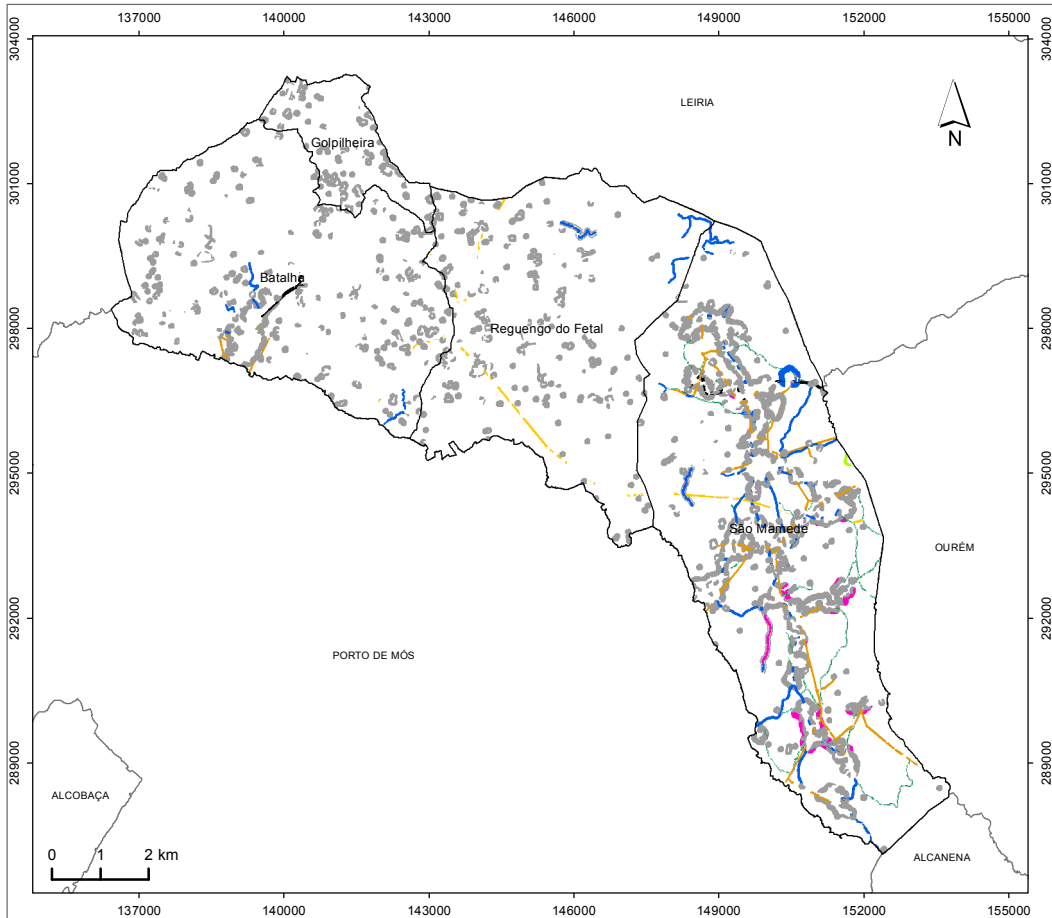 137000 140000 143000 146000 149000 152000 155000
304000 304000
LEIRIA
N
Golpilheira
301000 301000
Batalha
298000 298000
Reguengo do Fetal
295000 295000
São Mamede
OURÉM
292000 292000
PORTO DE MÓS
289000 289000
ALCOBAÇA
0 1 2 km
ALCANENA
137000 140000 143000 146000 149000 152000 155000